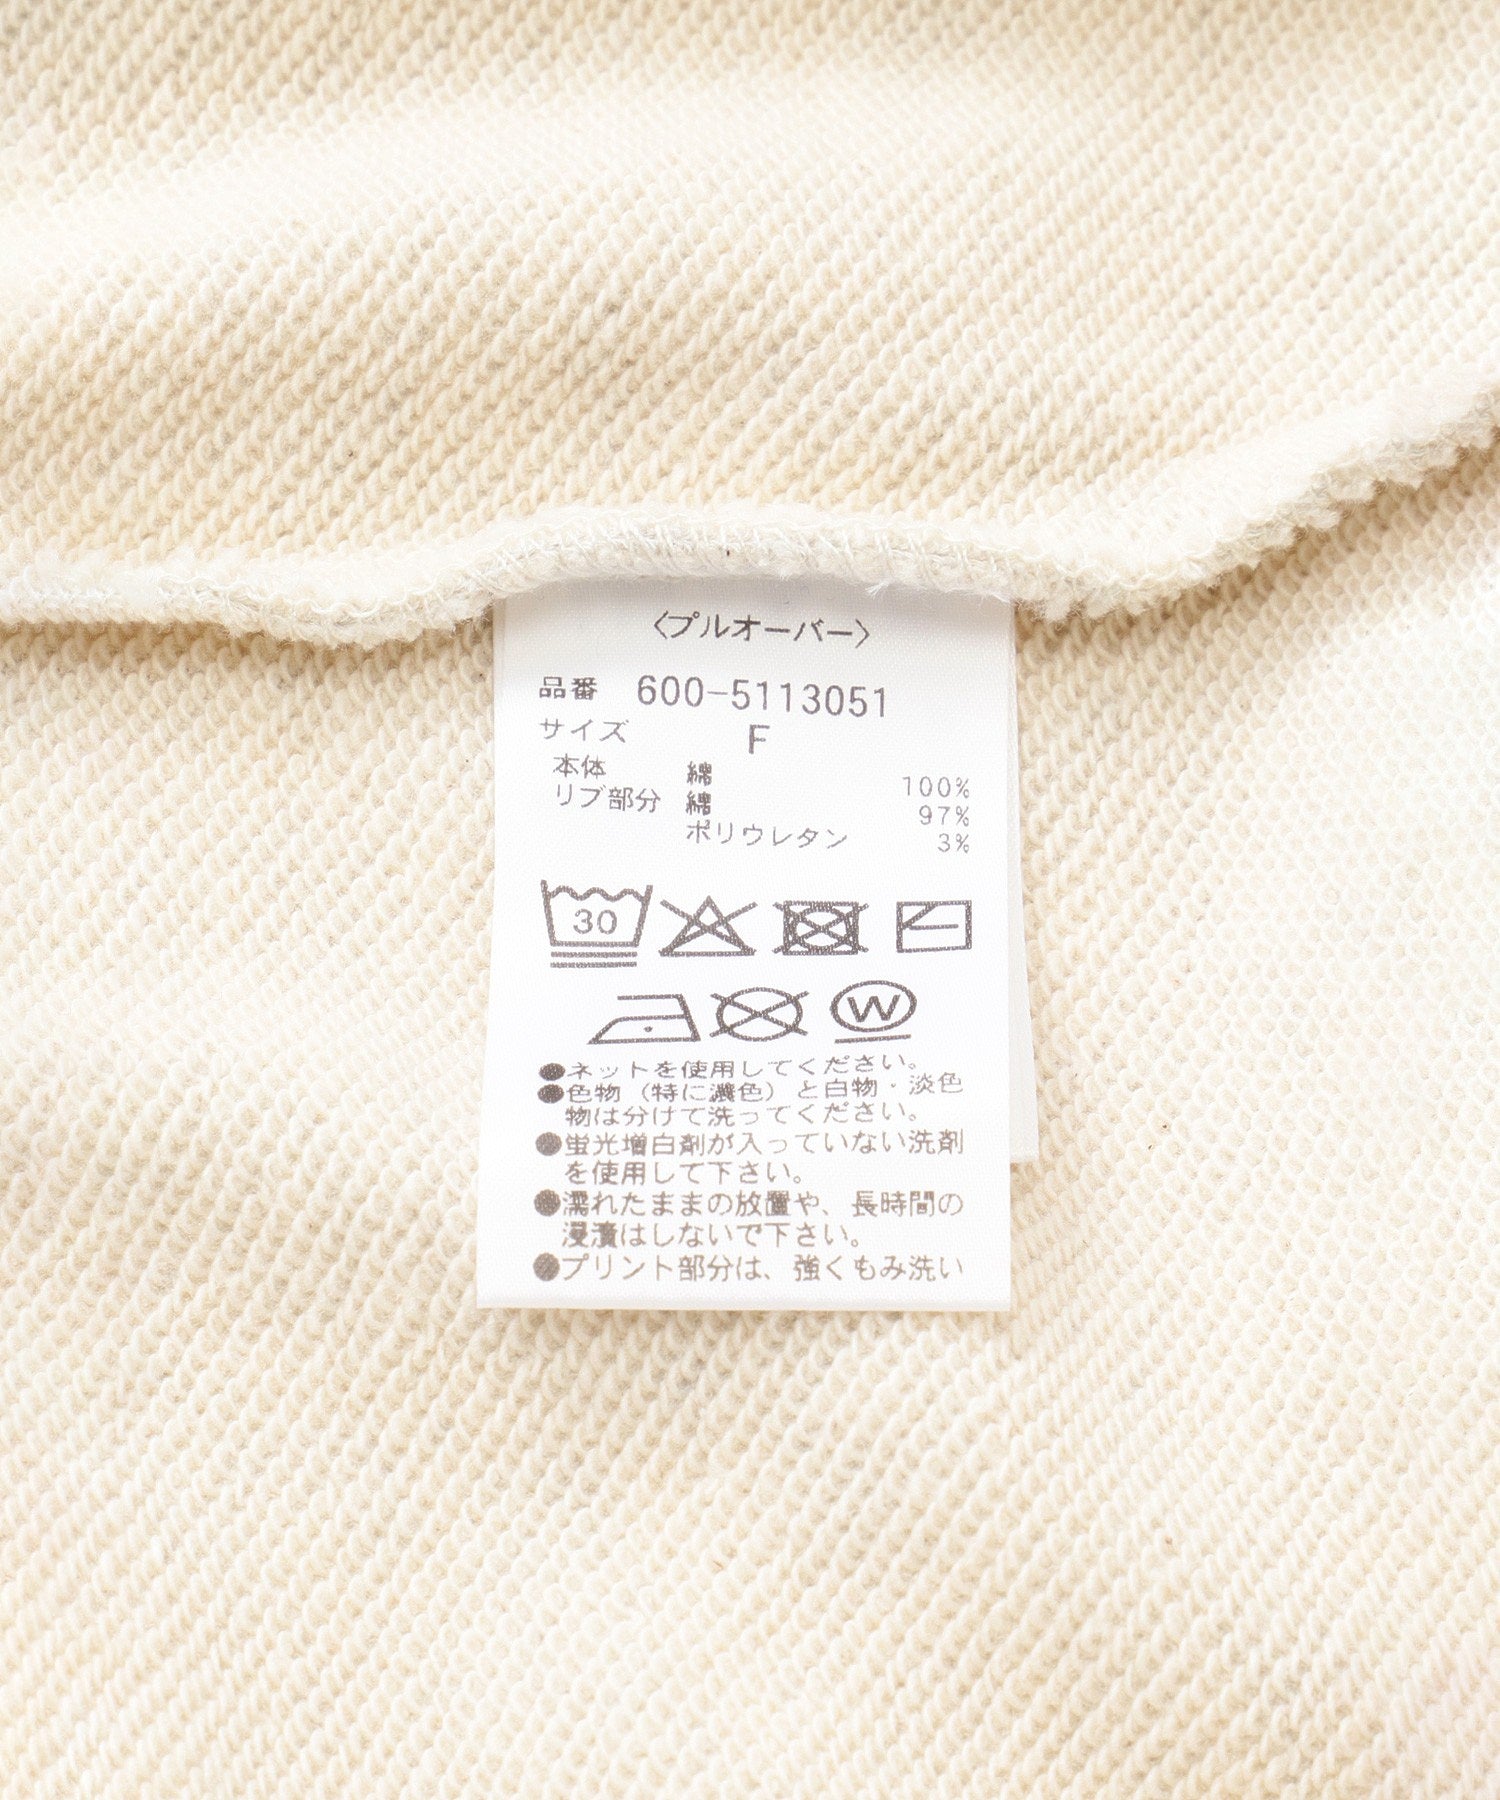 〈プルオーバー〉
品番 600-5113051
サイズ F
本体 綿 100%
リブ部分 綿 97%
ポリウレタン 3%
30
W
●ネットを使用してください。
●色物（特に濃色）と白物・淡色
物は分けて洗ってください。
●蛍光増白剤が入っていない洗剤
を使用して下さい。
●濡れたままの放置や、長時間の
浸漬はしないで下さい。
●プリント部分は、強くもみ洗い